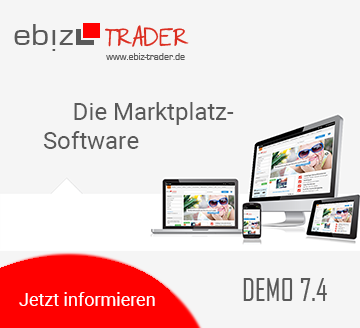 ebiz TRADER
www.ebiz-trader.de
Die Marktplatz-
Software
Jetzt informieren
DEMO 7.4